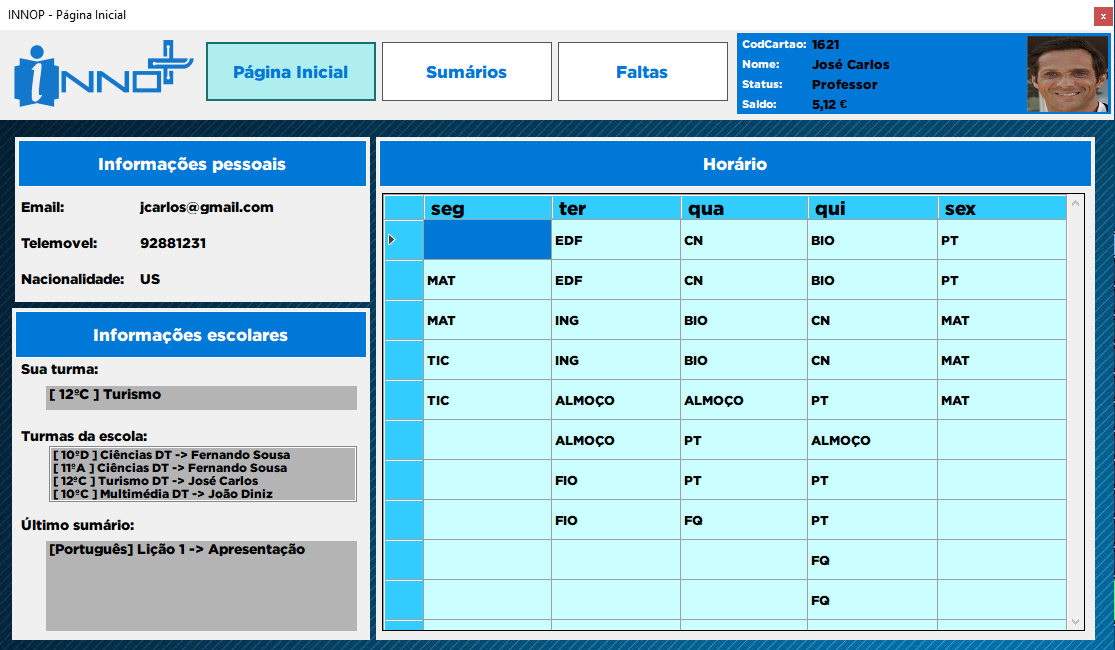 INNOP - Página Inicial
x
iNNOP
Página Inicial
Sumários
Faltas
CodCartao: 1621
Nome: José Carlos
Status: Professor
Saldo: 5,12 €
Informações pessoais
Email: jcarlos@gmail.com
Telemovel: 92881231
Nacionalidade: US
Informações escolares
Sua turma:
[ 12ºC ] Turismo
Turmas da escola:
[ 10ºD ] Ciências DT -> Fernando Sousa
[ 11ºA ] Ciências DT -> Fernando Sousa
[ 12ºC ] Turismo DT -> José Carlos
[ 10ºC ] Multimédia DT -> João Diniz
Último sumário:
[Português] Lição 1 -> Apresentação
Horário
seg ter qua qui sex
EDF CN BIO PT
MAT EDF CN BIO PT
MAT ING BIO CN MAT
TIC ING BIO CN MAT
TIC ALMOÇO ALMOÇO PT MAT
ALMOÇO PT ALMOÇO
FIO PT PT
FIO FQ PT
FQ
FQ